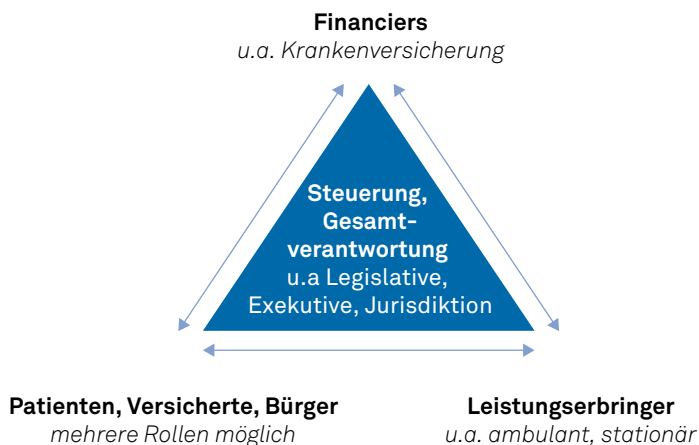 Financiers
u.a. Krankenversicherung
Steuerung,
Gesamt-
verantwortung
u.a Legislative,
Exekutive, Jurisdiktion
Patienten, Versicherte, Bürger
mehrere Rollen möglich
Leistungserbringer
u.a. ambulant, stationär